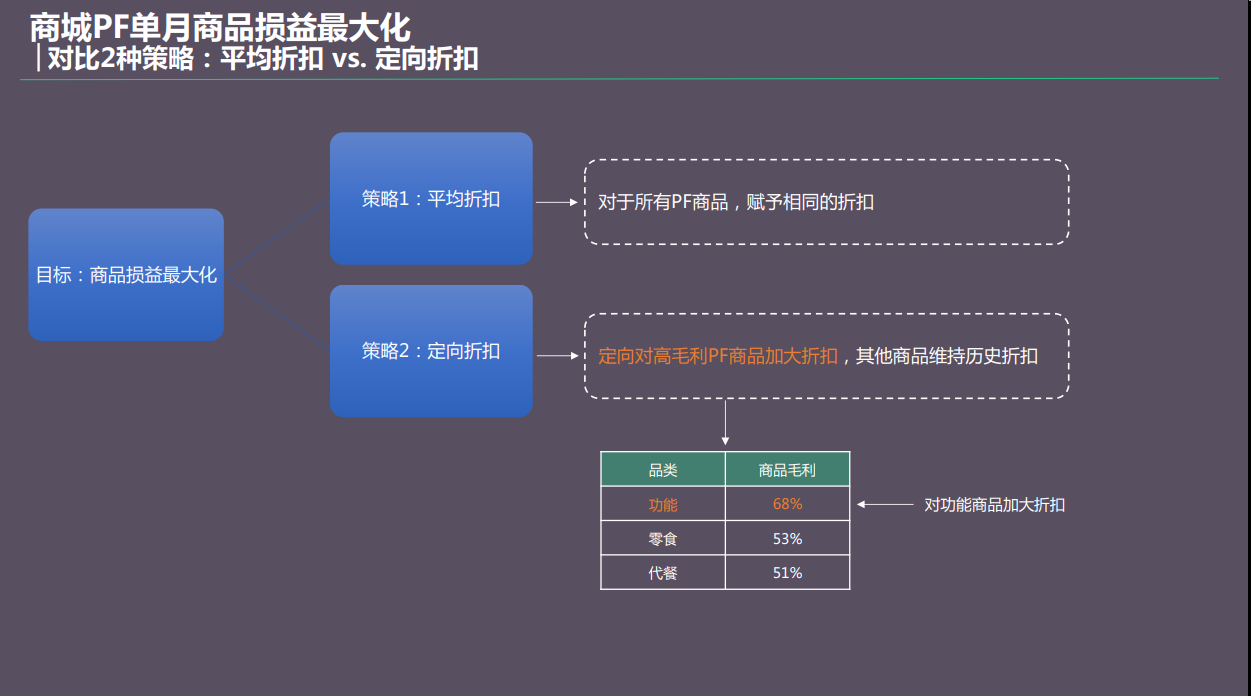 商城PF单月商品损益最大化
对比2种策略：平均折扣 vs. 定向折扣
目标：商品损益最大化
策略1：平均折扣
对于所有PF商品，赋予相同的折扣
策略2：定向折扣
定向对高毛利PF商品加大折扣，其他商品维持历史折扣
品类 商品毛利
功能 68%
对功能商品加大折扣
零食 53%
代餐 51%